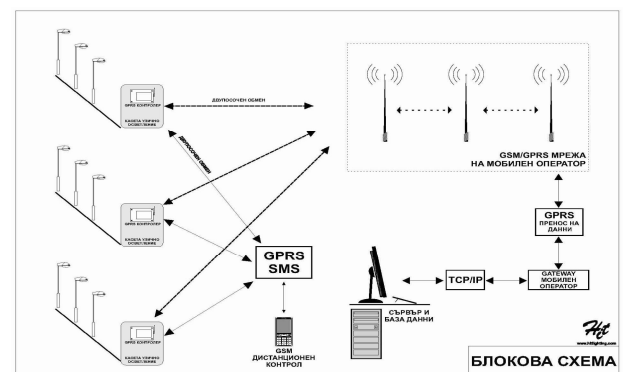 GPRS КОНТРОЛЕР
КАСЕТА УЛИЧНО
ОСВЕТЛЕНИЕ
ДВУПОСОЧЕН ОБМЕН
ДВУПОСОЧЕН ОБМЕН
GSM/GPRS МРЕЖА
НА МОБИЛЕН ОПЕРАТОР
GPRS КОНТРОЛЕР
КАСЕТА УЛИЧНО
ОСВЕТЛЕНИЕ
GPRS
ПРЕНОС НА
ДАННИ
GPRS
SMS
TCP/IP
GATEWAY
МОБИЛЕН
ОПЕРАТОР
СЪРВЪР И
БАЗА ДАННИ
GPRS КОНТРОЛЕР
КАСЕТА УЛИЧНО
ОСВЕТЛЕНИЕ
GSM
ДИСТАНЦИОНЕН
КОНТРОЛ
БЛОКОВА СХЕМА